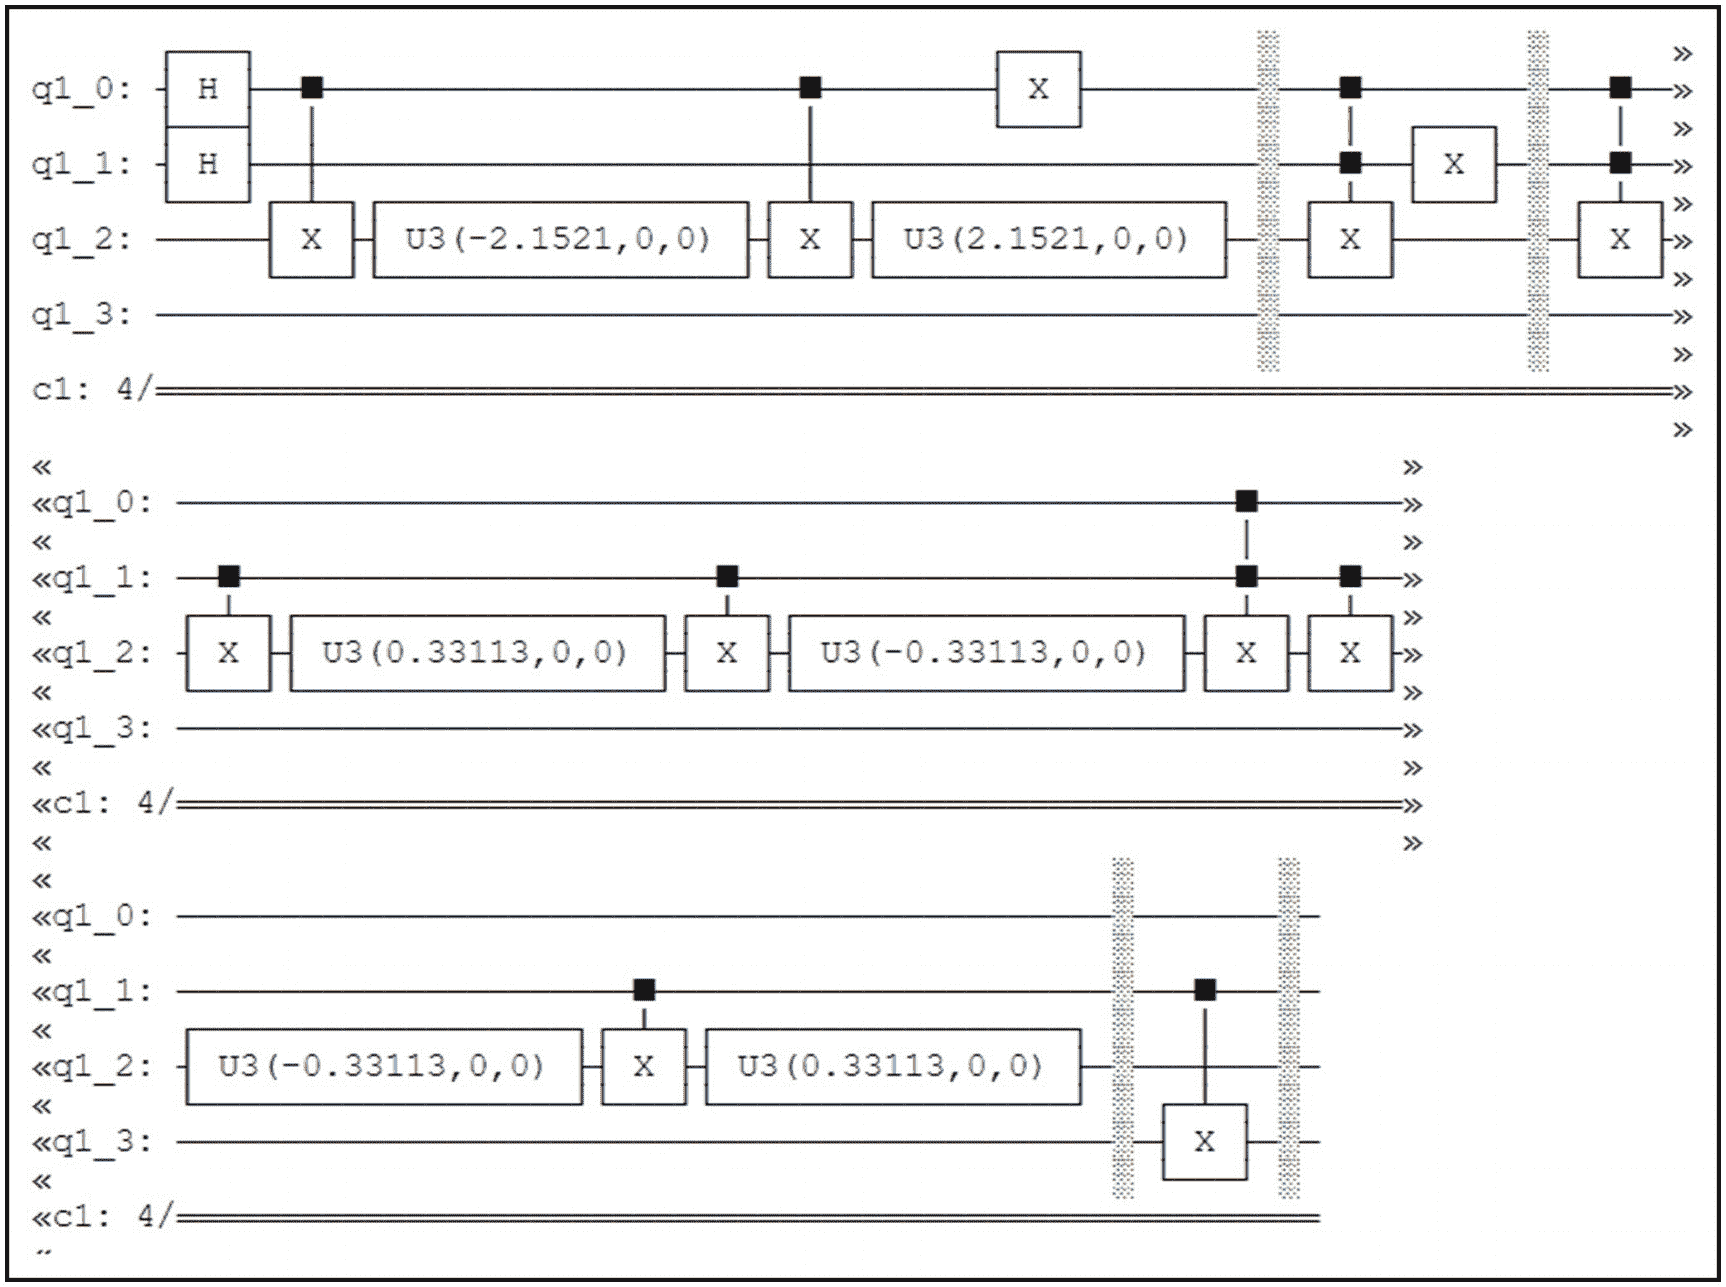 »
q1_0: H X »
»
q1_1: H X »
»
q1_2: X U3(-2.1521,0,0) X U3(2.1521,0,0) X X »
»
q1_3: »
»
c1: 4/ »
»
« »
«q1_0: »
« »
«q1_1: »
« »
«q1_2: X U3(0.33113,0,0) X U3(-0.33113,0,0) X X »
« »
«q1_3: »
« »
«c1: 4/ »
« »
«
«q1_0:
«
«q1_1:
«
«q1_2: U3(-0.33113,0,0) X U3(0.33113,0,0)
«
«q1_3: X
«
«c1: 4/